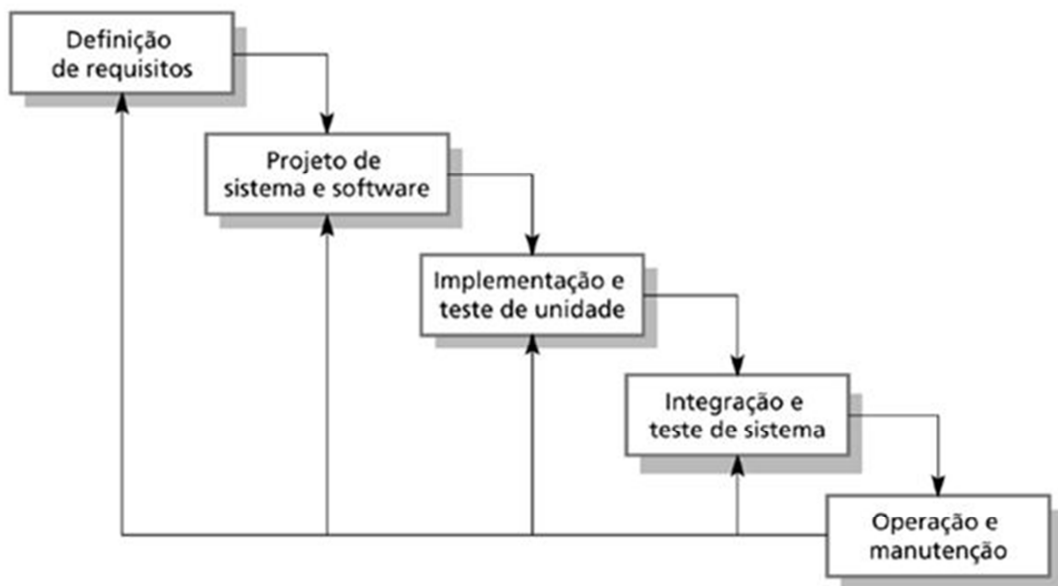 Definição
de requisitos
Projeto de
sistema e software
Implementação e
teste de unidade
Integração e
teste de sistema
Operação e
manutenção